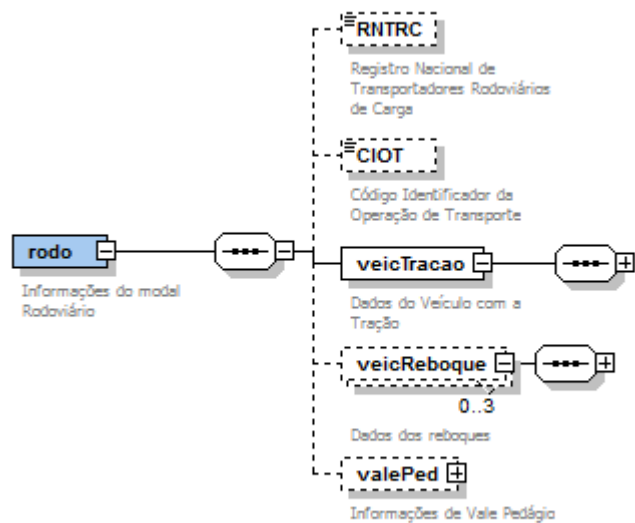 RNTRC
Registro Nacional de
Transportadores Rodoviários
de Carga
CIOT
Código Identificador da
Operação de Transporte
rodo
Informações do modal
Rodoviário
veicTracao
Dados do Veículo com a
Tração
veicReboque
0..3
Dados dos reboques
valePed
Informações de Vale Pedágio